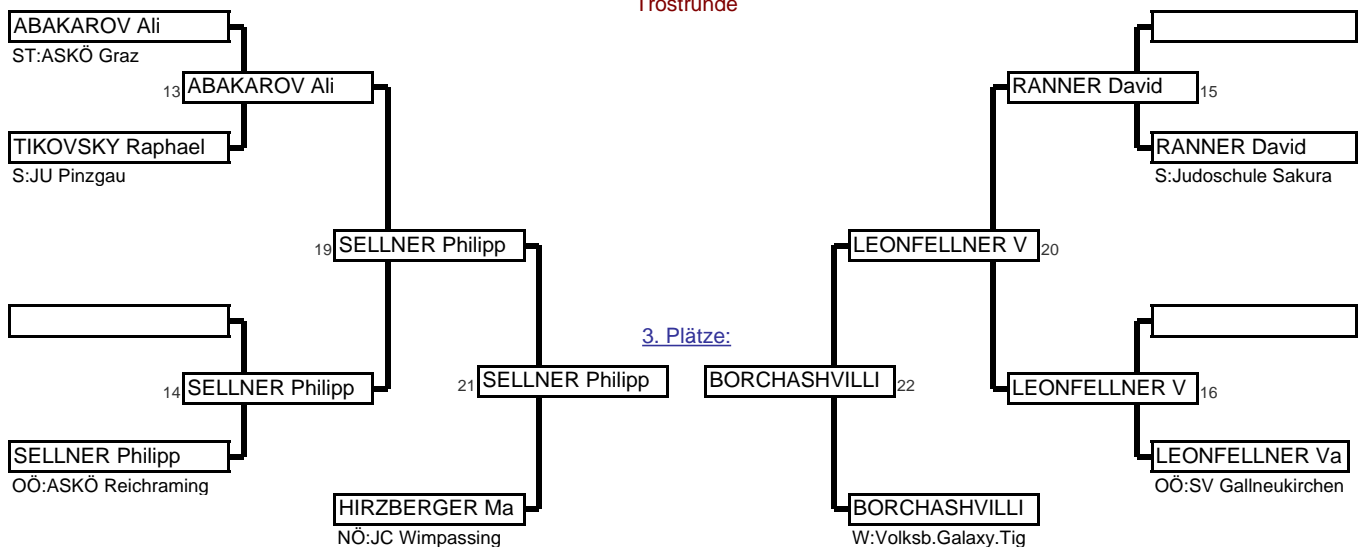 Trostrunde
ABAKAROV Ali
ST:ASKÖ Graz
13 ABAKAROV Ali
RANNER David 15
TIKOVSKY Raphael
S:JU Pinzgau
RANNER David
S:Judoschule Sakura
19 SELLNER Philipp
LEONFELLNER V 20
3. Plätze:
14 SELLNER Philipp
21 SELLNER Philipp
BORCHASHVILLI 22
LEONFELLNER V 16
SELLNER Philipp
OÖ:ASKÖ Reichraming
LEONFELLNER Va
OÖ:SV Gallneukirchen
HIRZBERGER Ma
NÖ:JC Wimpassing
BORCHASHVILLI
W:Volksb.Galaxy.Tig